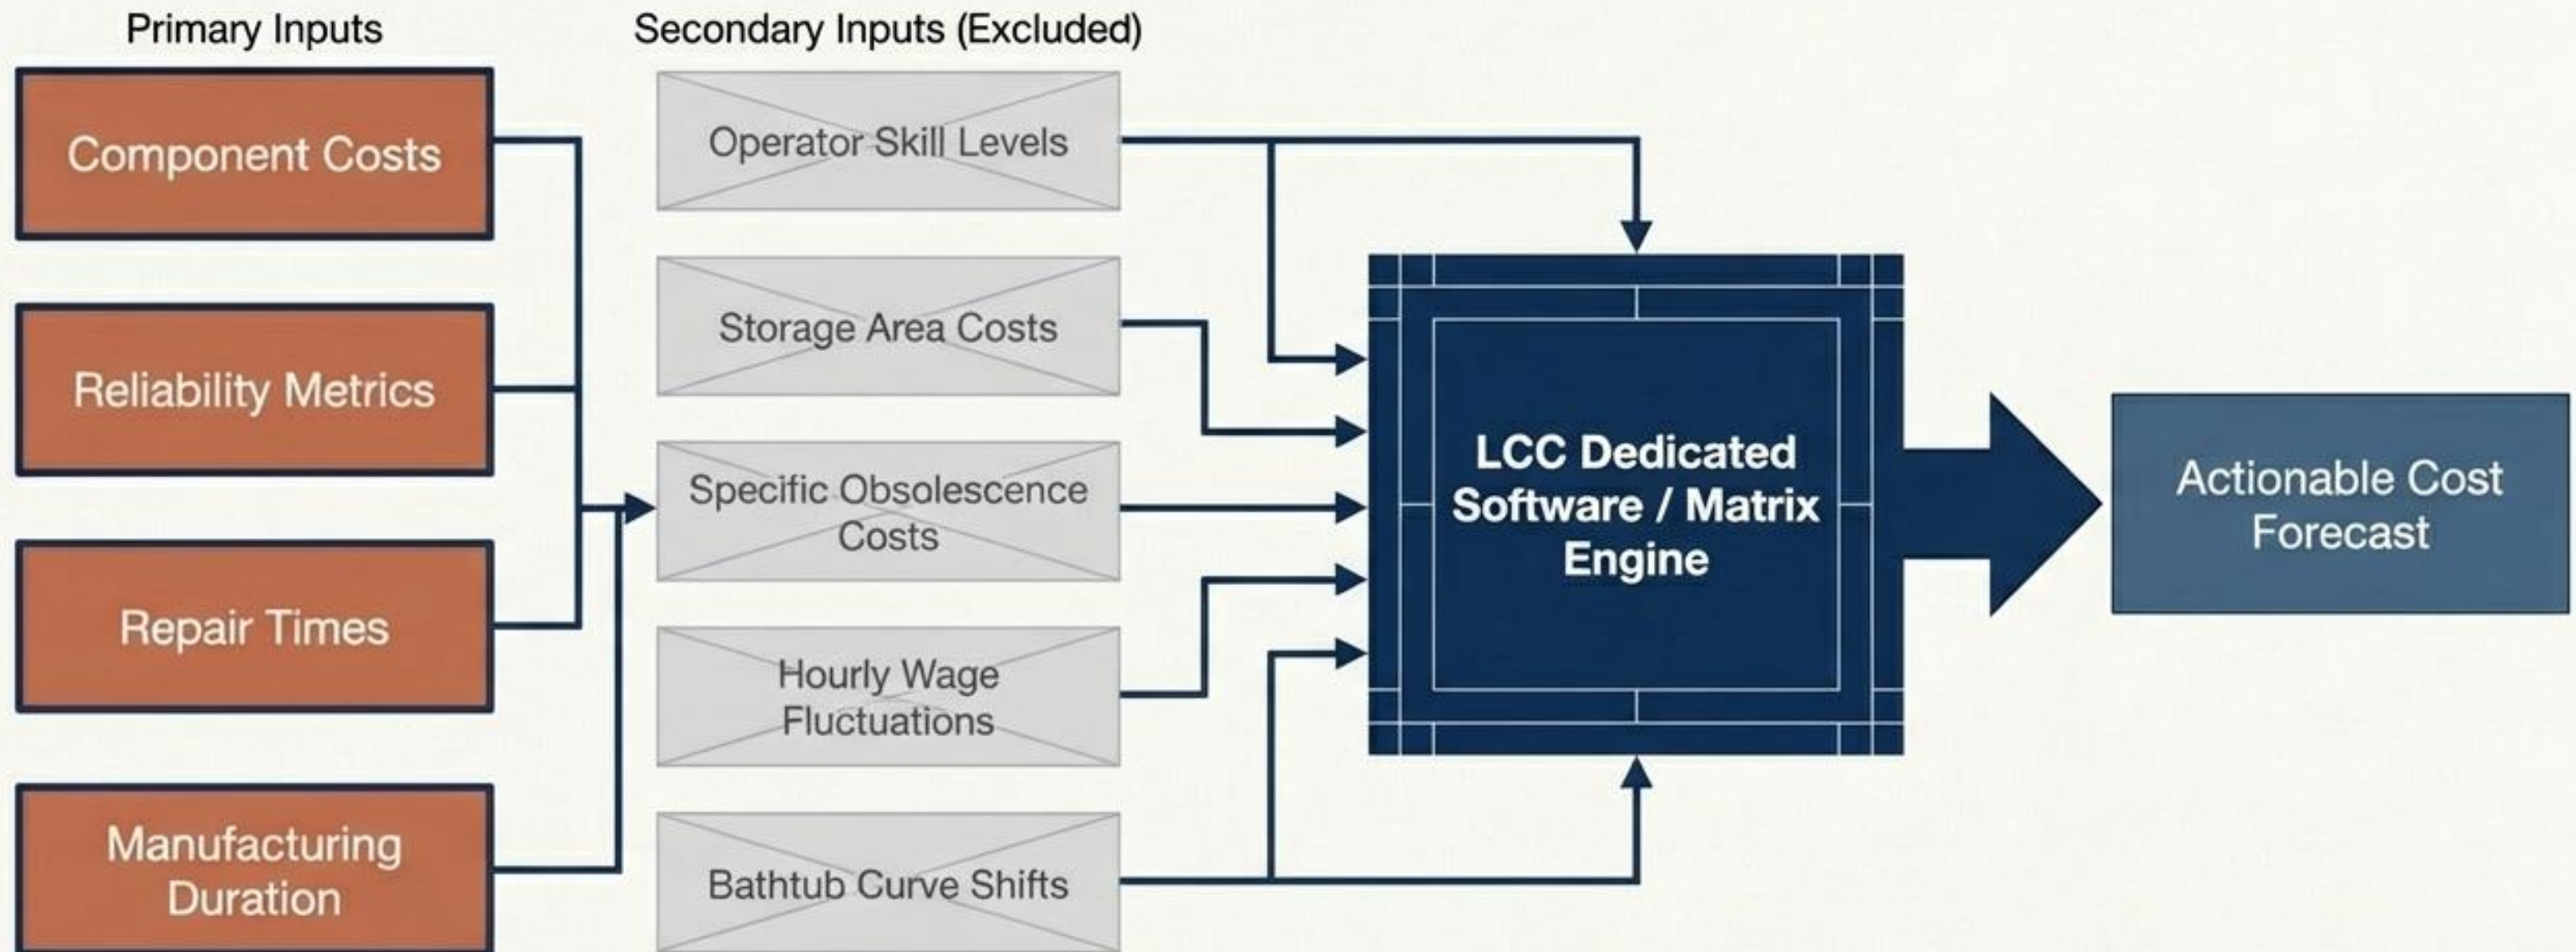 Primary Inputs
Component Costs
Reliability Metrics
Repair Times
Manufacturing
Duration
Secondary Inputs (Excluded)
Operator Skill Levels
Storage Area Costs
Specific Obsolescence
Costs
Hourly Wage
Fluctuations
Bathtub Curve Shifts
LCC Dedicated
Software / Matrix
Engine
Actionable Cost
Forecast